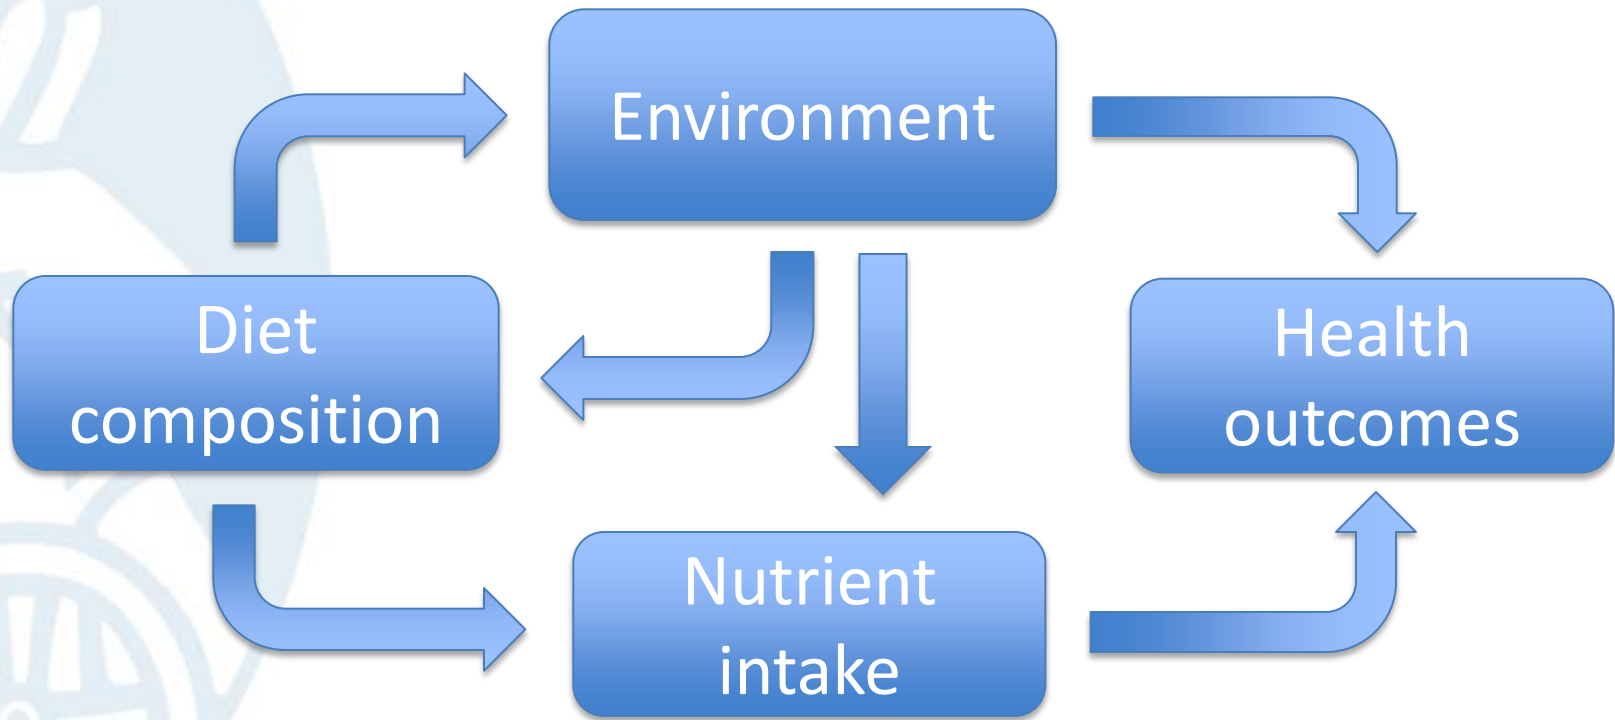 Environment
Diet
composition
Health
outcomes
Nutrient
intake